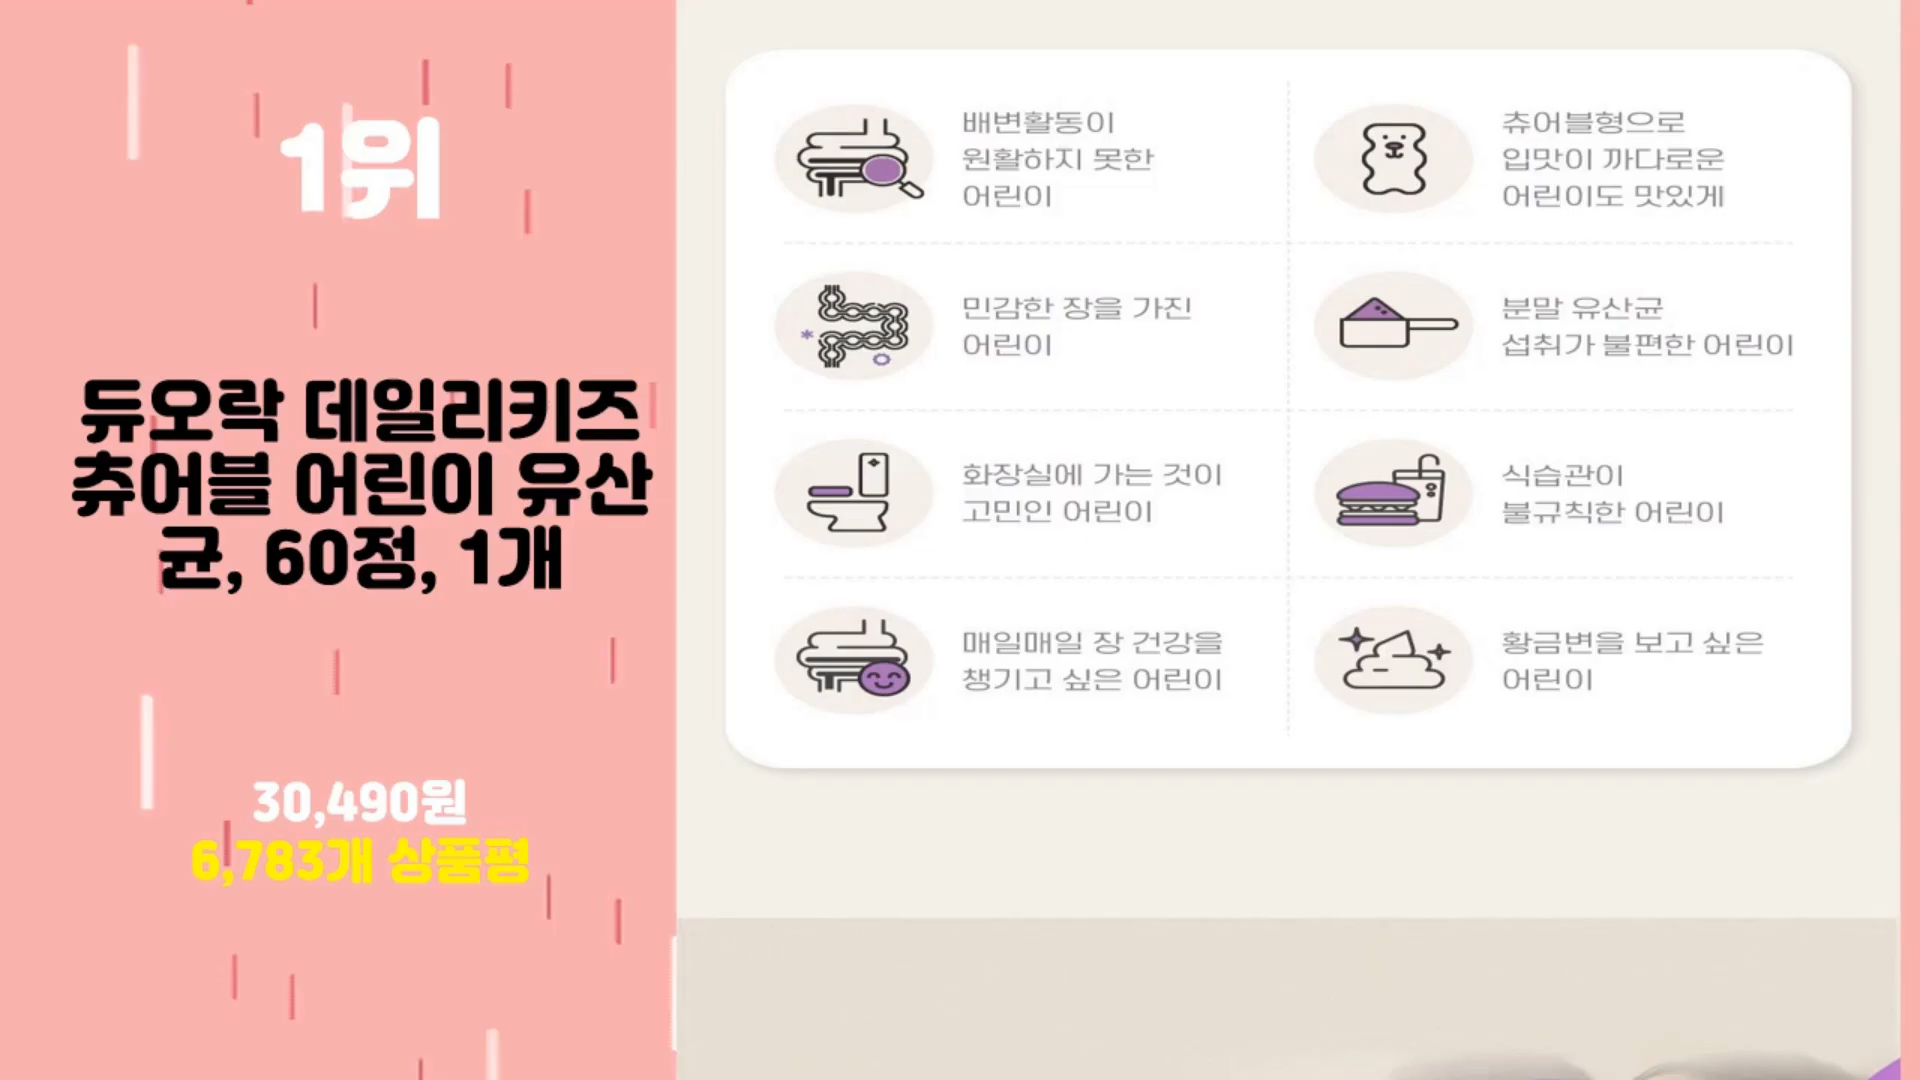 1위
듀오락 데일리키즈
츄어블 어린이 유산
균, 60정, 1개
30,490원
6,783개 상품평
배변활동이
원활하지 못한
어린이
츄어블형으로
입맛이 까다로운
어린이도 맛있게
민감한 장을 가진
어린이
분말 유산균
섭취가 불편한 어린이
화장실에 가는 것이
고민인 어린이
식습관이
불규칙한 어린이
매일매일 장 건강을
챙기고 싶은 어린이
황금변을 보고 싶은
어린이